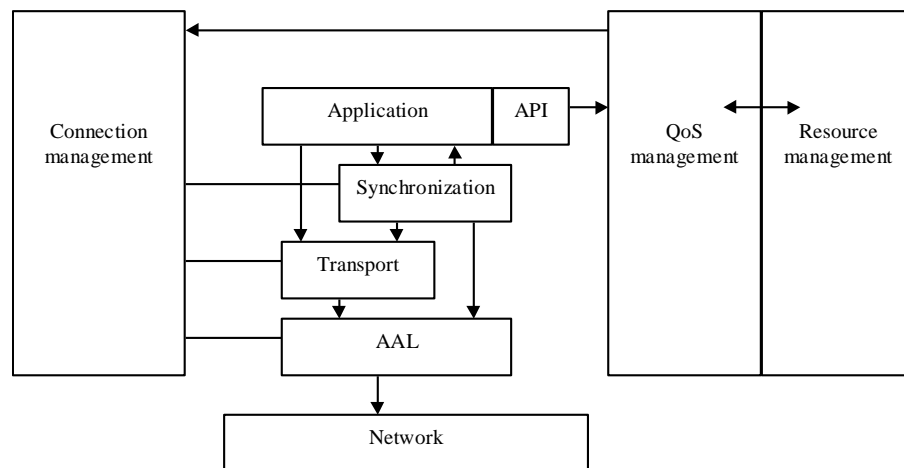 Application
API
Connection
management
QoS
management
Resource
management
Synchronization
Transport
AAL
Network